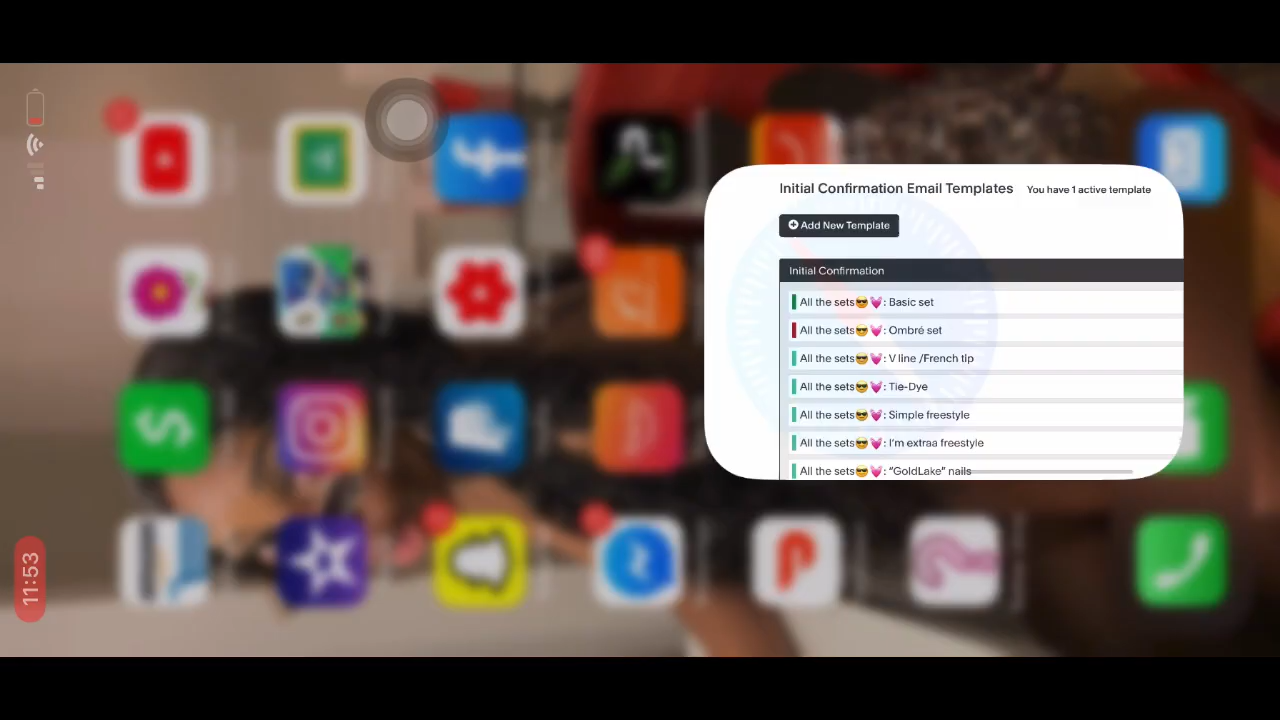 Initial Confirmation Email Templates You have 1 active template
Add New Template
Initial Confirmation
All the sets😎💓: Basic set
All the sets😎💓: Ombré set
All the sets😎💓: V line /French tip
All the sets😎💓: Tie-Dye
All the sets😎💓: Simple freestyle
All the sets😎💓: I'm extraa freestyle
All the sets😎💓: “GoldLake” nails
11:53